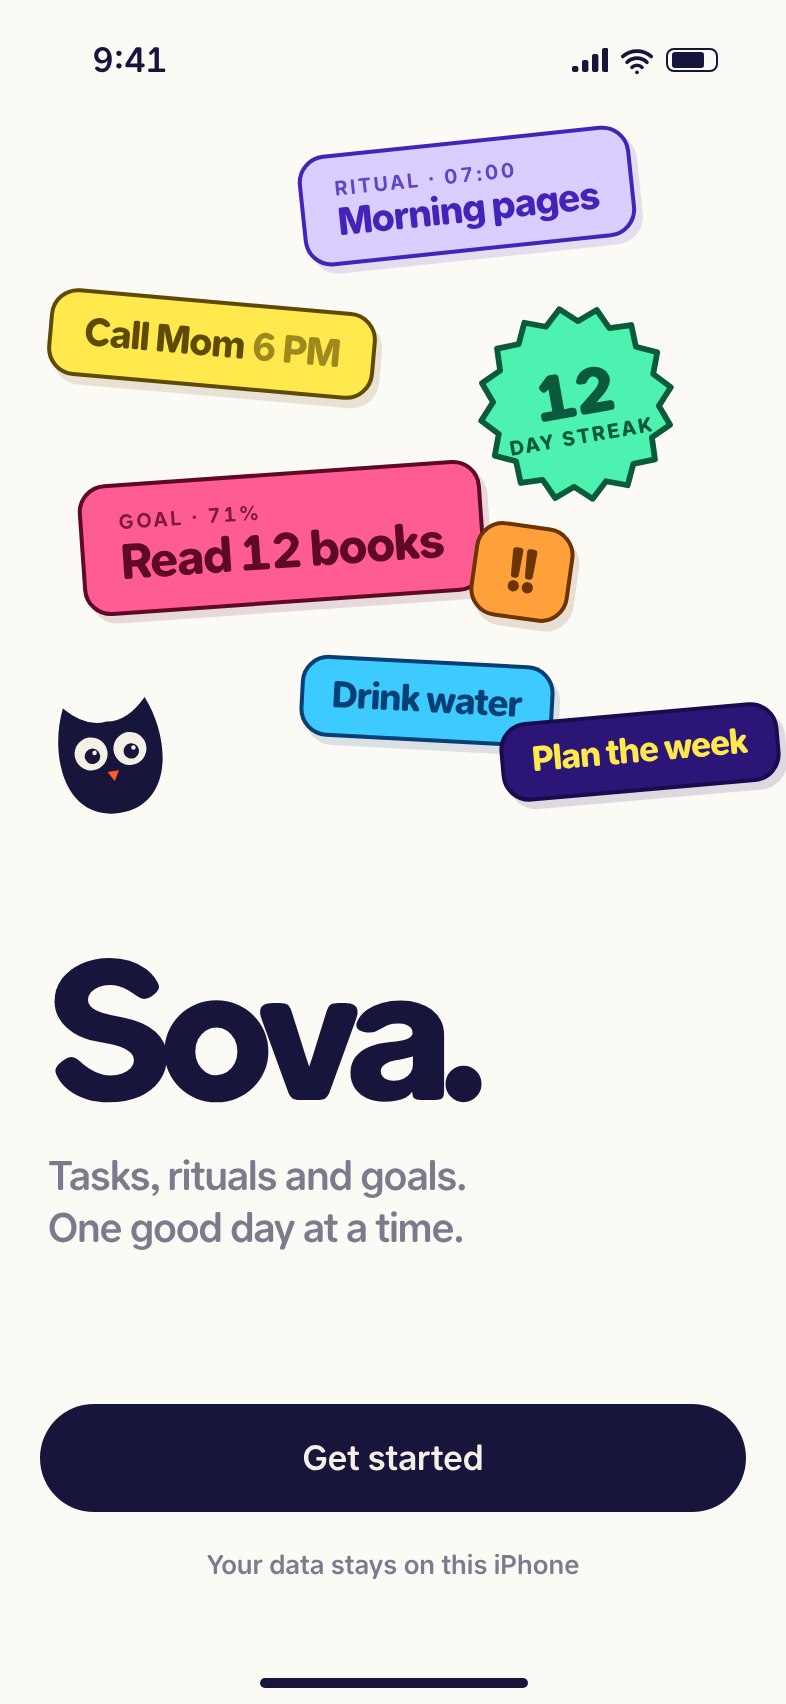 9:41
RITUAL · 07:00
Morning pages
Call Mom 6 PM
12
DAY STREAK
GOAL · 71%
Read 12 books
!!
Drink water
Plan the week
Sova.
Tasks, rituals and goals.
One good day at a time.
Get started
Your data stays on this iPhone